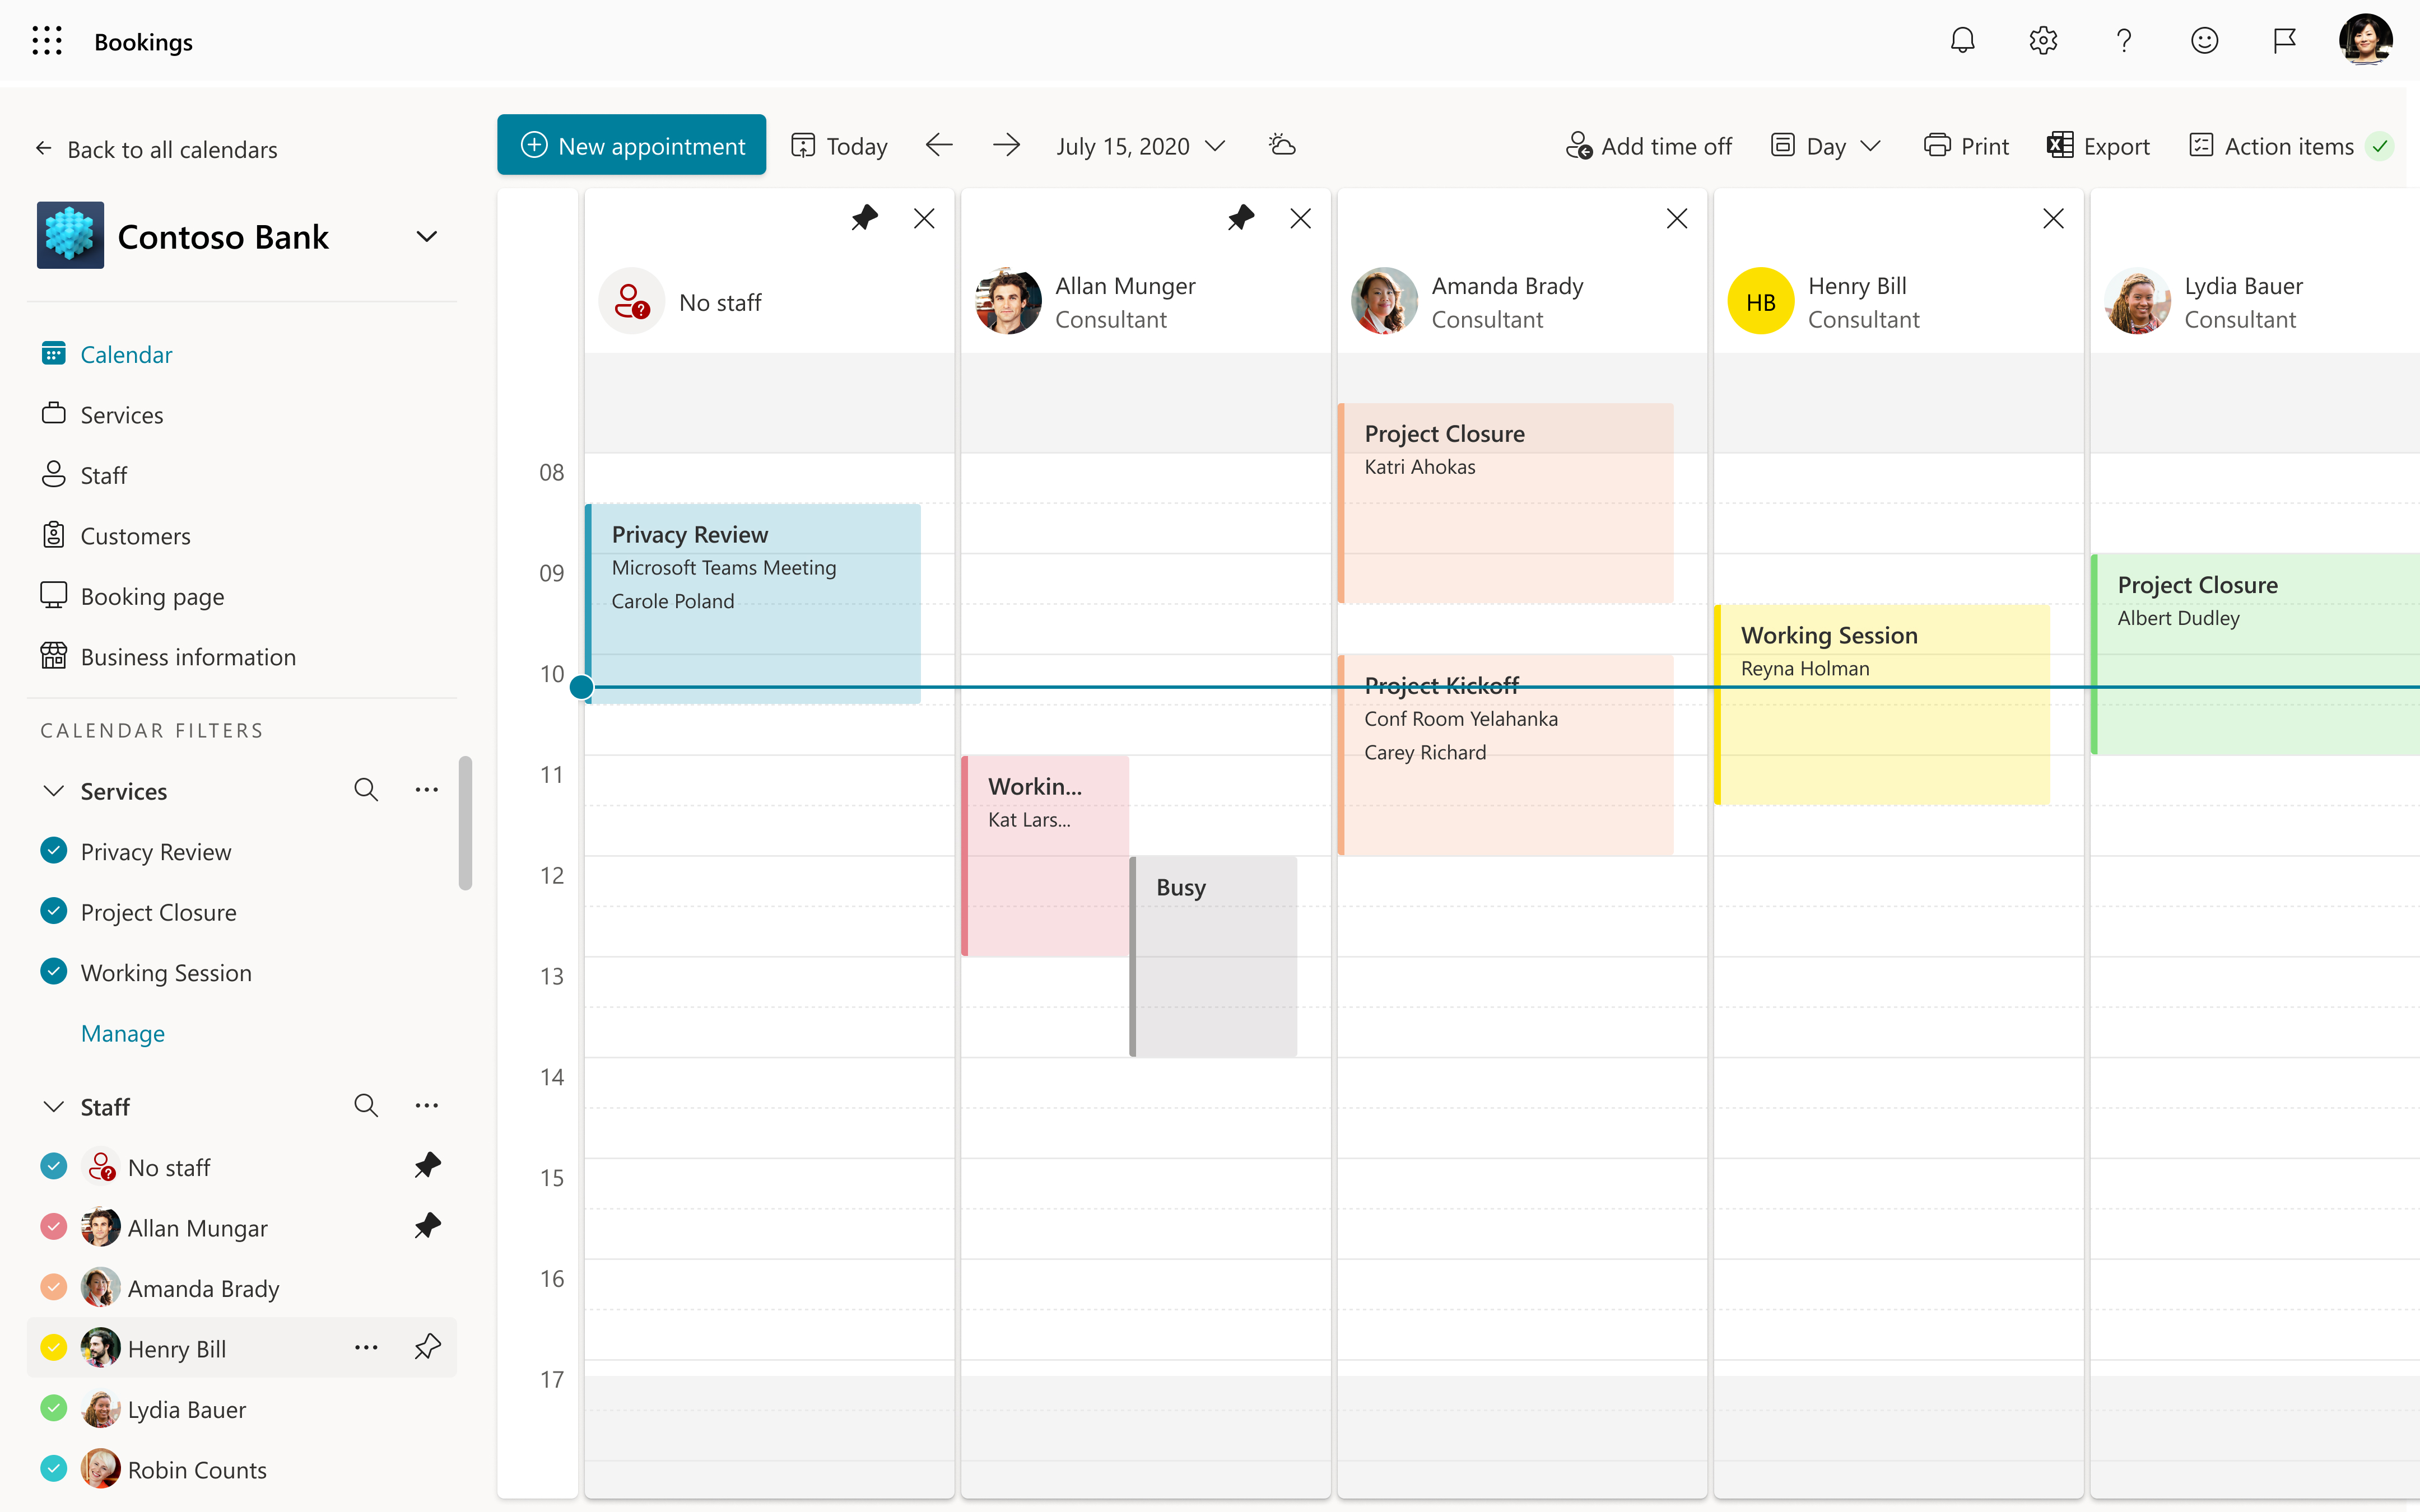 Bookings
Back to all calendars
New appointment
Today
July 15, 2020
Add time off
Day
Print
Export
Action items
Contoso Bank
Calendar
Services
Staff
Customers
Booking page
Business information
CALENDAR FILTERS
Services
Privacy Review
Project Closure
Working Session
Manage
Staff
No staff
Allan Mungar
Amanda Brady
Henry Bill
Lydia Bauer
Robin Counts
No staff
Allan Munger
Consultant
Amanda Brady
Consultant
HB
Henry Bill
Consultant
Lydia Bauer
Consultant
08
09
10
11
12
13
14
15
16
17
Privacy Review
Microsoft Teams Meeting
Carole Poland
Workin...
Kat Lars...
Busy
Project Closure
Katri Ahokas
Project Kickoff
Conf Room Yelahanka
Carey Richard
Working Session
Reyna Holman
Project Closure
Albert Dudley